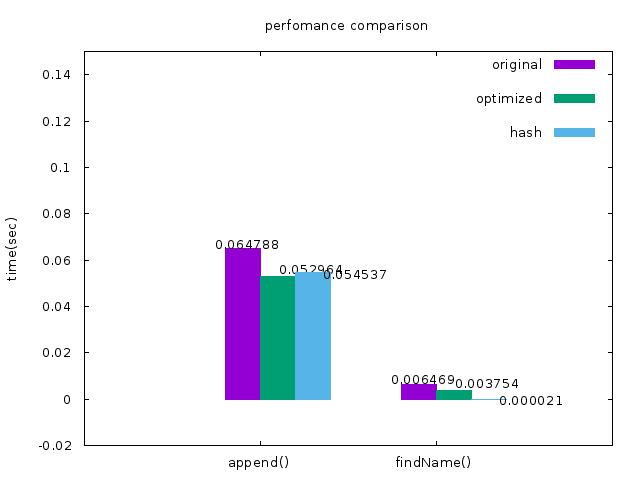 perfomance comparison
original
optimized
hash
time(sec)
0.14
0.12
0.1
0.08
0.06
0.04
0.02
0
-0.02
0.064788
0.052964
0.054537
0.006469
0.003754
0.000021
append()
findName()